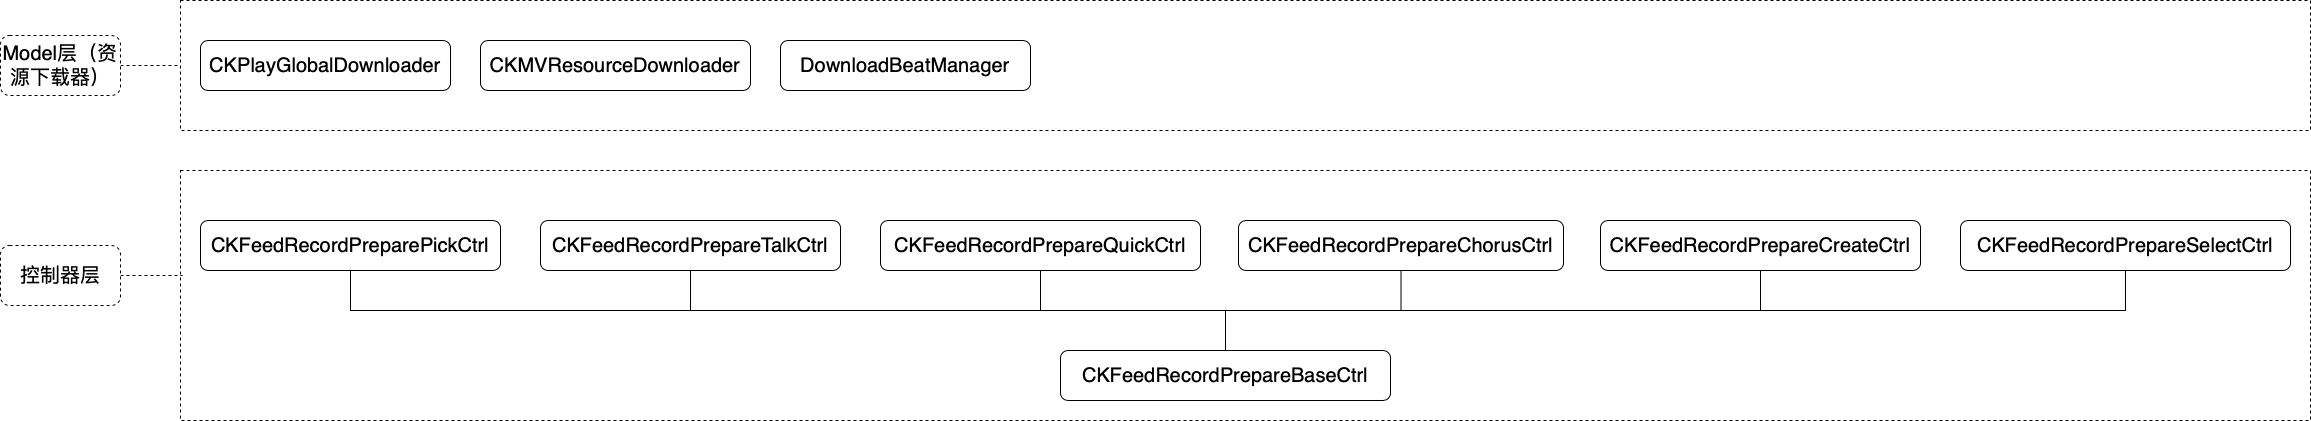 Model层（资
源下载器）
CKPlayGlobalDownloader
CKMVResourceDownloader
DownloadBeatManager
控制器层
CKFeedRecordPreparePickCtrl
CKFeedRecordPrepareTalkCtrl
CKFeedRecordPrepareQuickCtrl
CKFeedRecordPrepareChorusCtrl
CKFeedRecordPrepareCreateCtrl
CKFeedRecordPrepareSelectCtrl
CKFeedRecordPrepareBaseCtrl